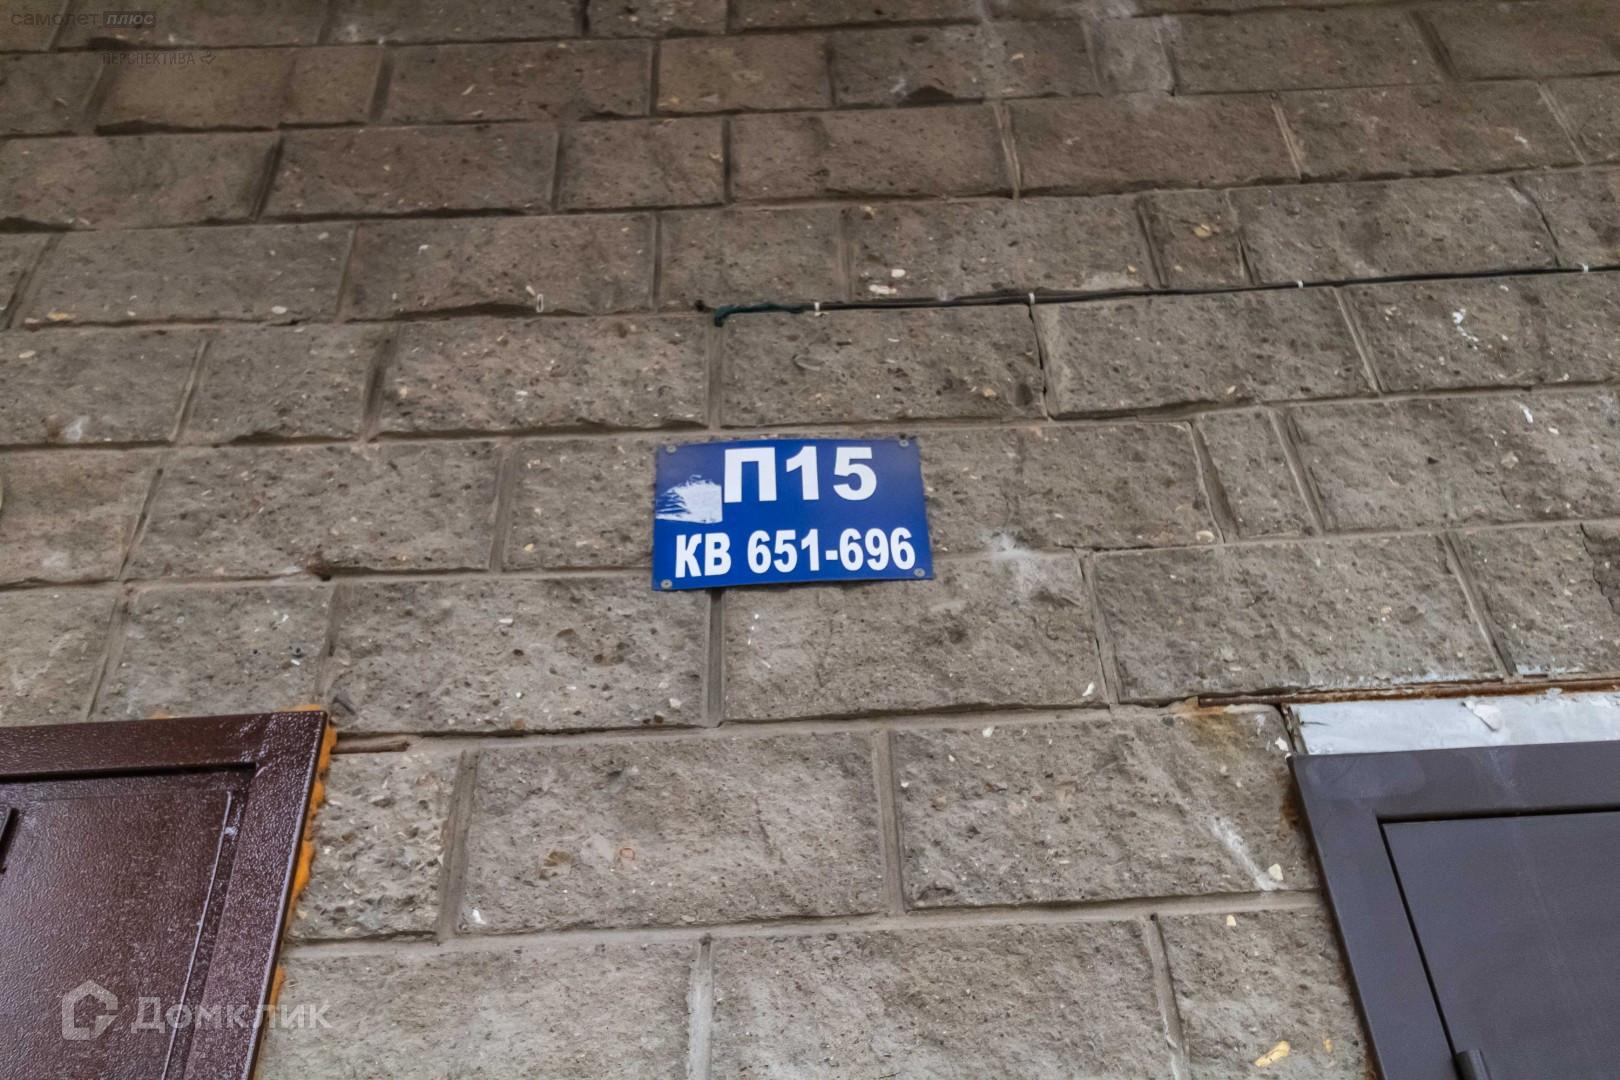 самолет плюс
ПЕРСПЕКТИВА
П15
КВ 651-696
Домклик